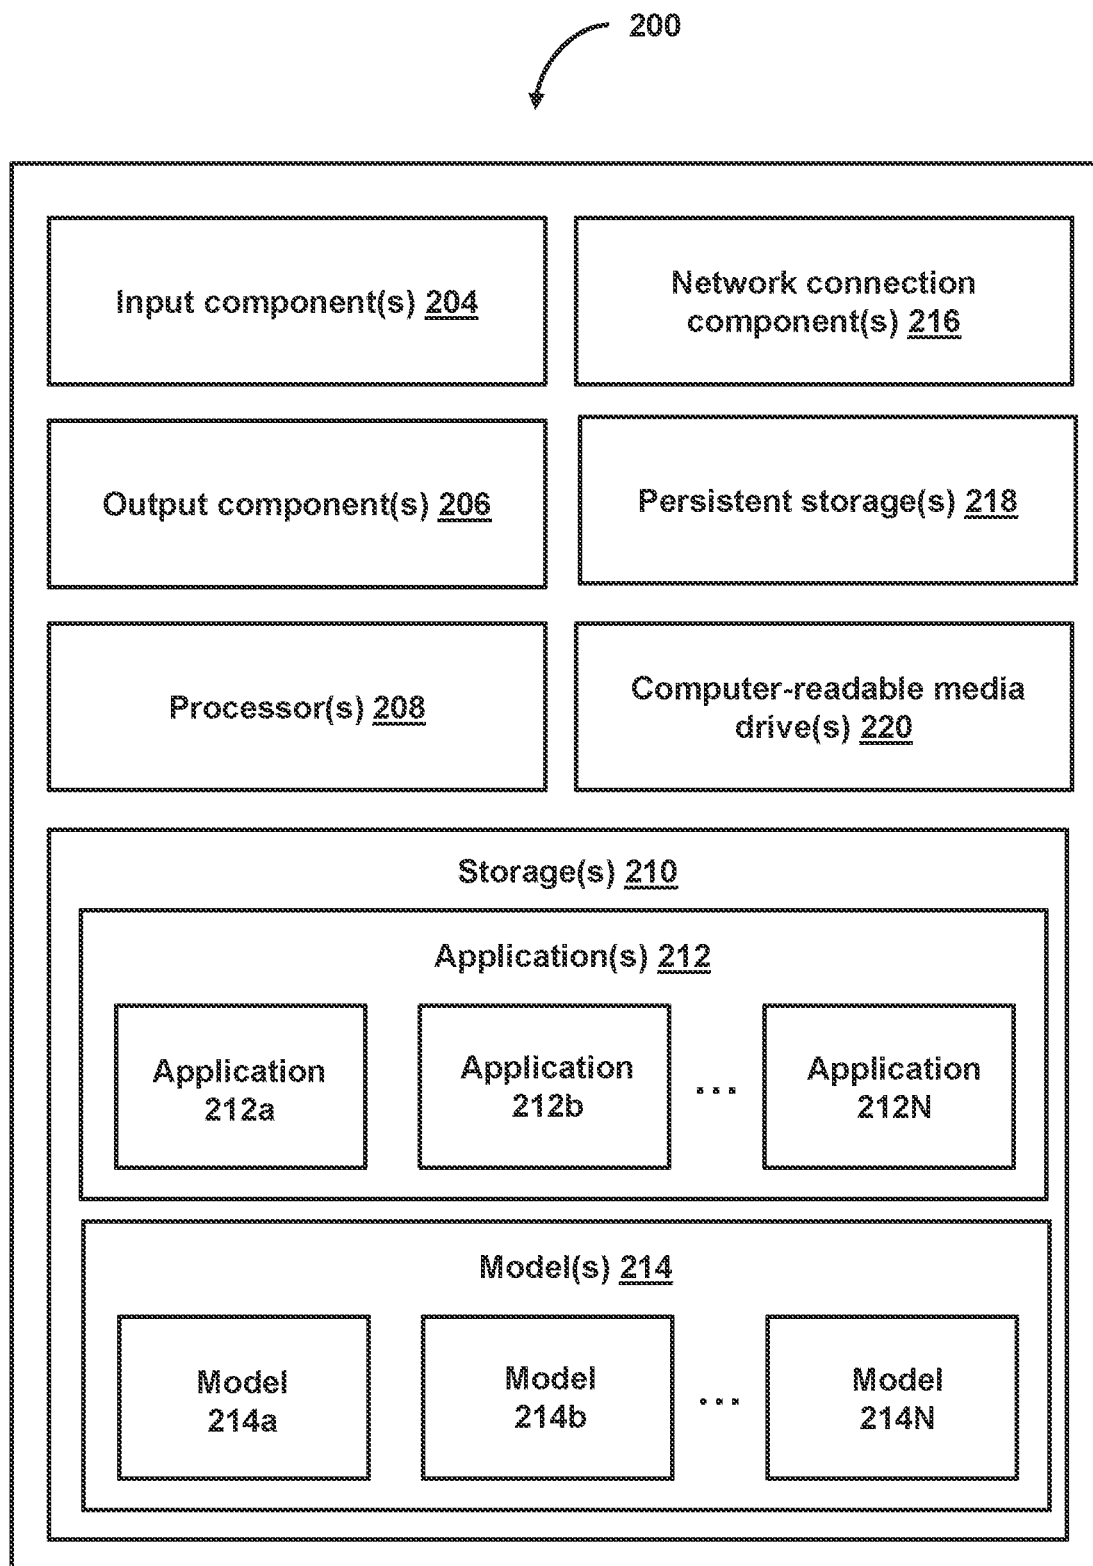 200
Input component(s) 204
Network connection
component(s) 216
Output component(s) 206
Persistent storage(s) 218
Processor(s) 208
Computer-readable media
drive(s) 220
Storage(s) 210
Application(s) 212
Application
212a
Application
212b
...
Application
212N
Model(s) 214
Model
214a
Model
214b
...
Model
214N